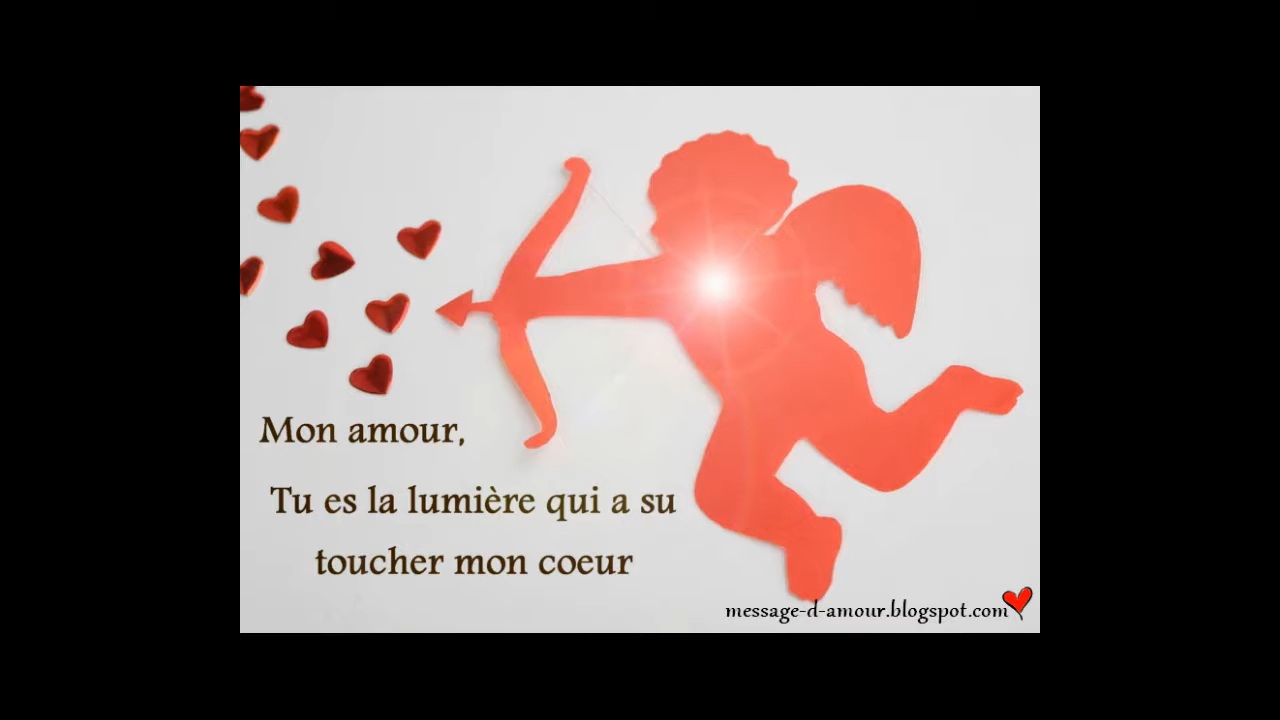 Mon amour,
Tu es la lumière qui a su
toucher mon coeur
message-d-amour.blogspot.com